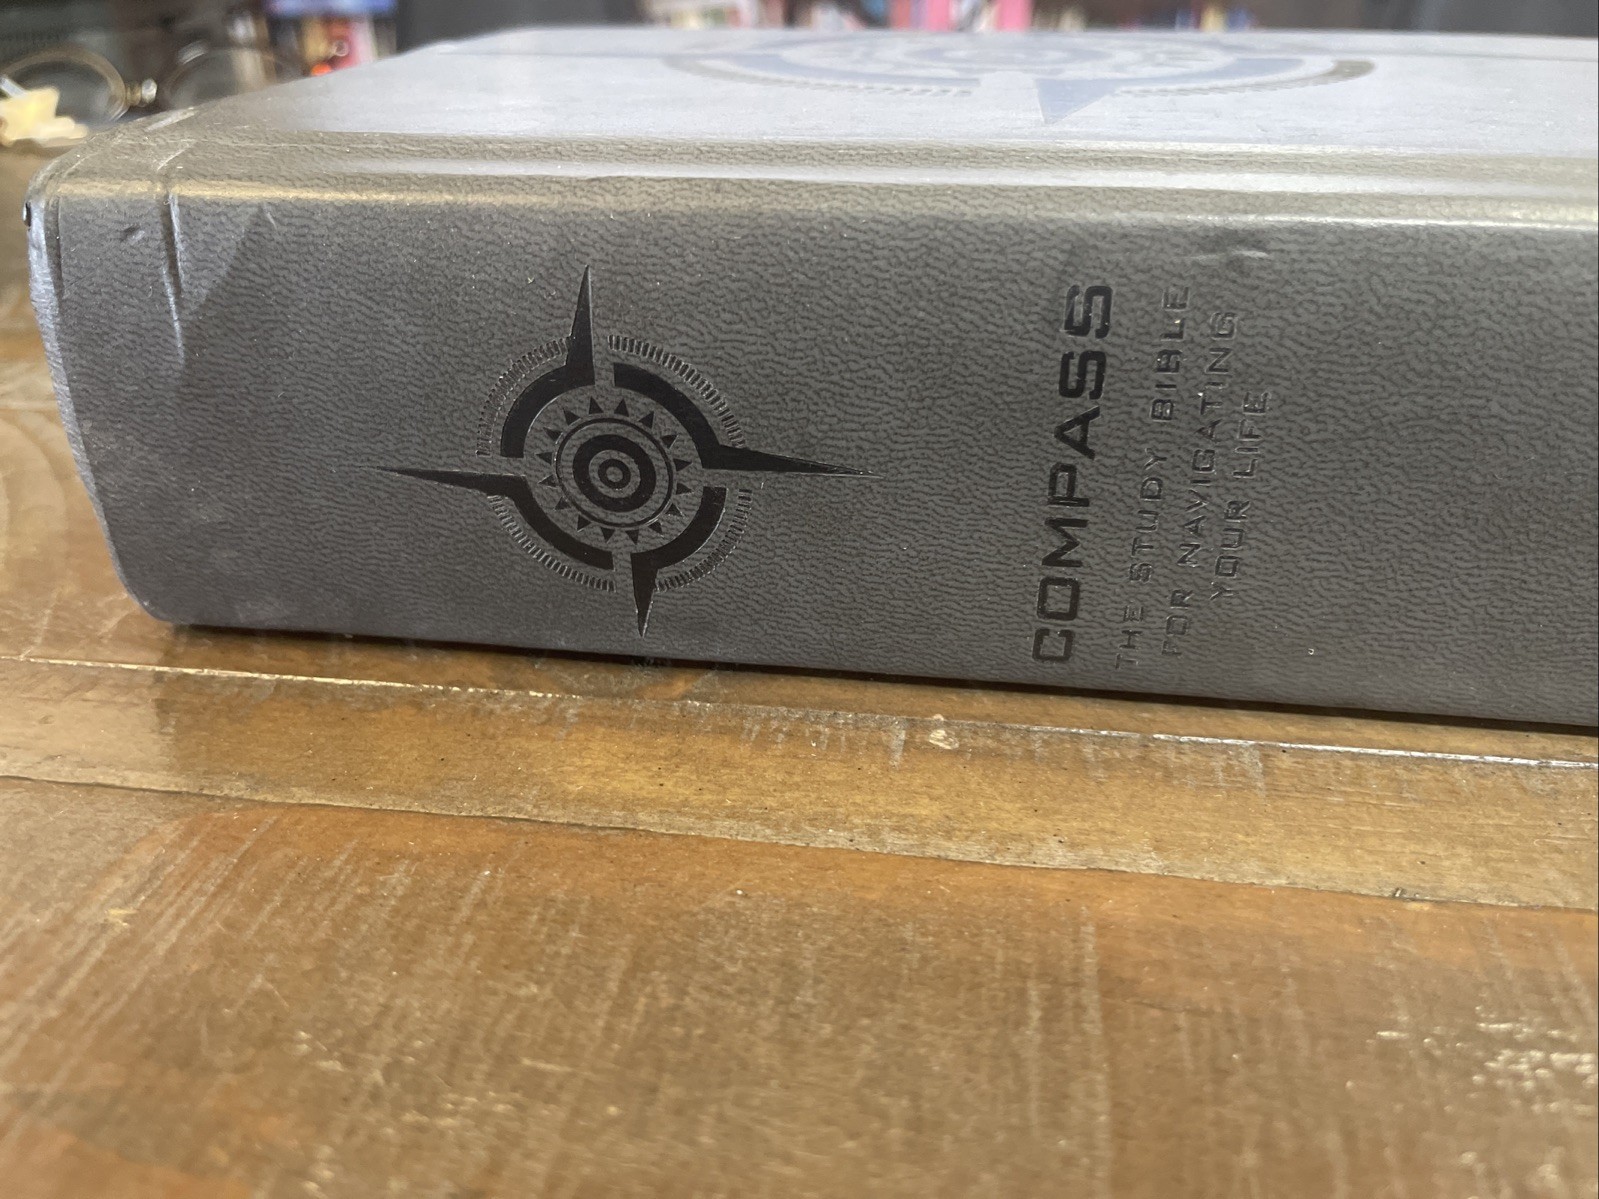 COMPASS
THE STUDY BIBLE
FOR NAVIGATING
YOUR LIFE